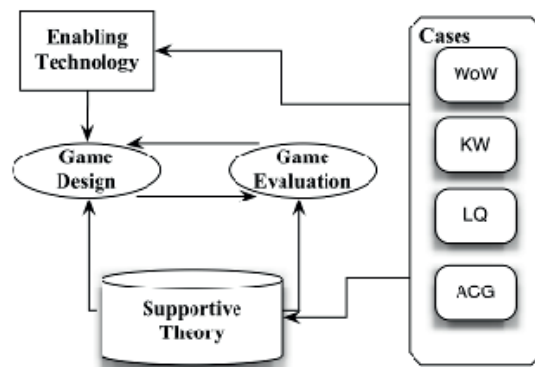 Enabling
Technology
Cases
WoW
KW
LQ
ACG
Game
Design
Game
Evaluation
Supportive
Theory